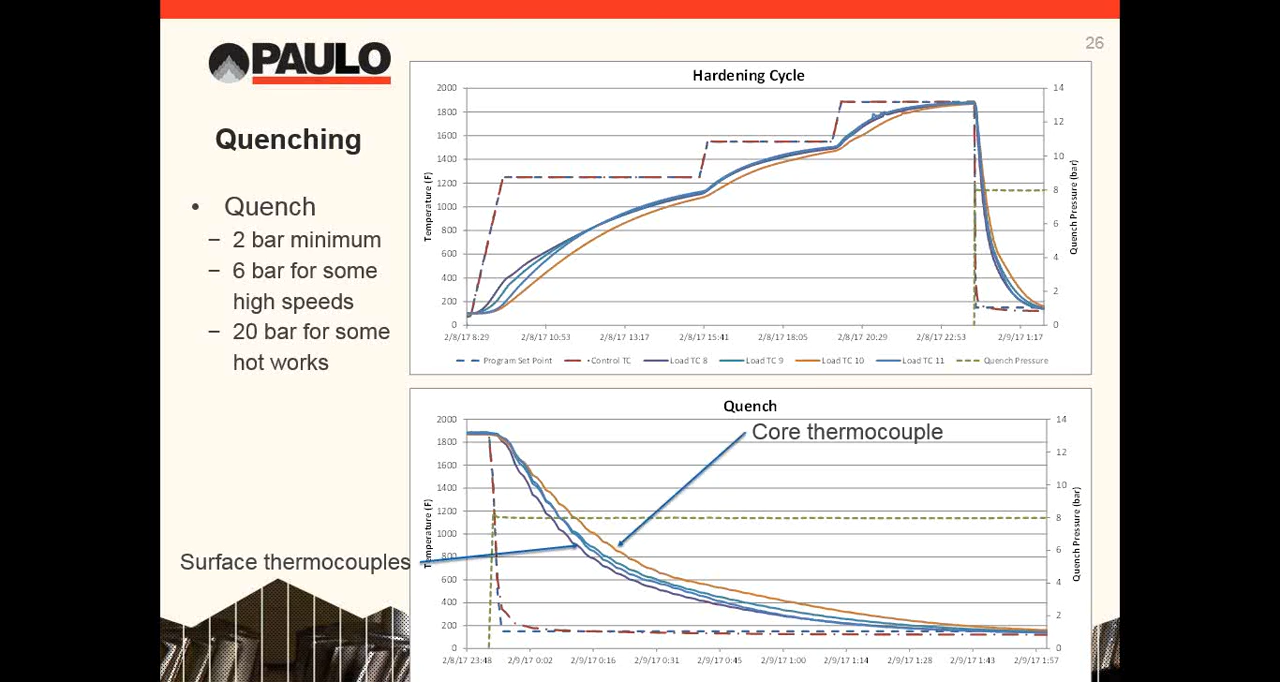 26
PAULO
Quenching
• Quench
– 2 bar minimum
– 6 bar for some
high speeds
– 20 bar for some
hot works
Surface thermocouples
Hardening Cycle
Temperature (F)
2000
1800
1600
1400
1200
1000
800
600
400
200
0
14
12
10
8
6
4
2
0
Quench Pressure (bar)
2/8/17 8:29 2/8/17 10:53 2/8/17 13:17 2/8/17 15:41 2/8/17 18:05 2/8/17 20:29 2/8/17 22:53 2/9/17 1:17
Program Set Point Control TC Load TC 8 Load TC 9 Load TC 10 Load TC 11 Quench Pressure
Quench
Core thermocouple
Temperature (F)
2000
1800
1600
1400
1200
1000
800
600
400
200
0
14
12
10
8
6
4
2
0
Quench Pressure (bar)
2/8/17 23:48 2/9/17 0:02 2/9/17 0:16 2/9/17 0:31 2/9/17 0:45 2/9/17 1:00 2/9/17 1:14 2/9/17 1:28 2/9/17 1:43 2/9/17 1:57